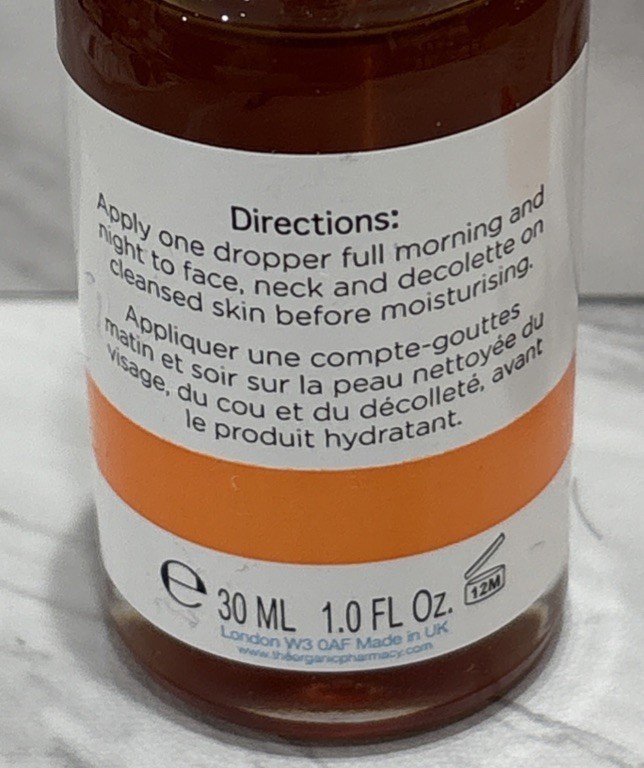 Directions:
Apply one dropper full morning and
night to face, neck and decolette on
cleansed skin before moisturising.
Appliquer une compte-gouttes
matin et soir sur la peau nettoyée du
visage, du cou et du décolleté, avant
le produit hydratant.
e 30 ML 1.0 FL Oz. 12M
London W3 0AF Made in UK
www.theorganicpharmacy.com